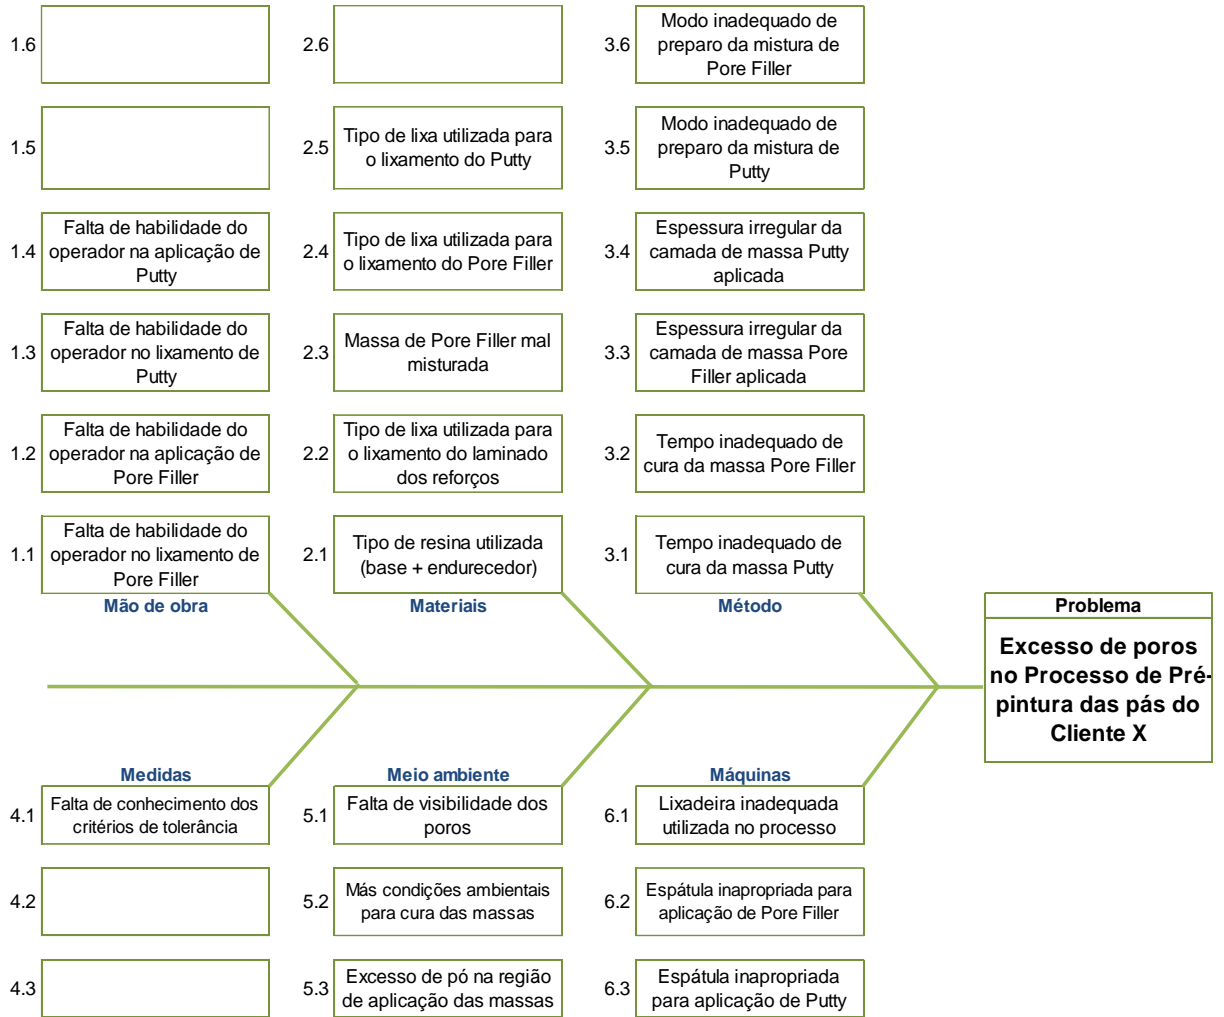 1.6
2.6
3.6
Modo inadequado de
preparo da mistura de
Pore Filler
1.5
2.5
Tipo de lixa utilizada para
o lixamento do Putty
3.5
Modo inadequado de
preparo da mistura de
Putty
1.4
Falta de habilidade do
operador na aplicação de
Putty
2.4
Tipo de lixa utilizada para
o lixamento do Pore Filler
3.4
Espessura irregular da
camada de massa Putty
aplicada
1.3
Falta de habilidade do
operador no lixamento de
Putty
2.3
Massa de Pore Filler mal
misturada
3.3
Espessura irregular da
camada de massa Pore
Filler aplicada
1.2
Falta de habilidade do
operador na aplicação de
Pore Filler
2.2
Tipo de lixa utilizada para
o lixamento do laminado
dos reforços
3.2
Tempo inadequado de
cura da massa Pore Filler
1.1
Falta de habilidade do
operador no lixamento de
Pore Filler
2.1
Tipo de resina utilizada
(base + endurecedor)
3.1
Tempo inadequado de
cura da massa Putty
Mão de obra
Materiais
Método
Problema
Excesso de poros
no Processo de Pré-
pintura das pás do
Cliente X
Medidas
Meio ambiente
Máquinas
4.1
Falta de conhecimento dos
critérios de tolerância
5.1
Falta de visibilidade dos
poros
6.1
Lixadeira inadequada
utilizada no processo
4.2
5.2
Más condições ambientais
para cura das massas
6.2
Espátula inapropriada para
aplicação de Pore Filler
4.3
5.3
Excesso de pó na região
de aplicação das massas
6.3
Espátula inapropriada
para aplicação de Putty